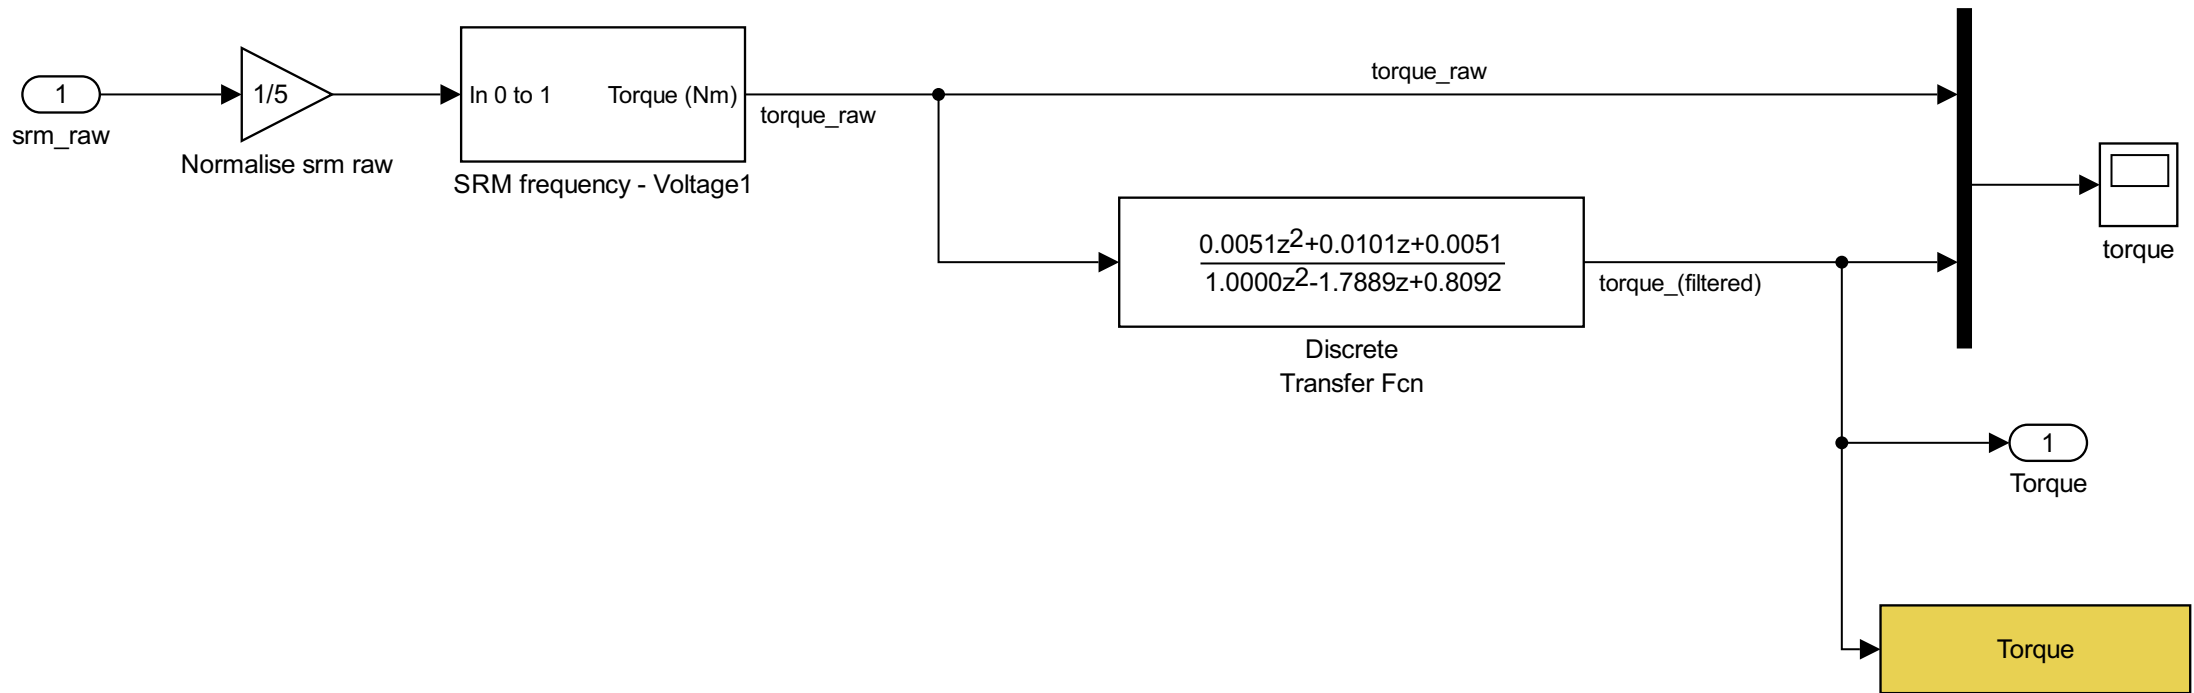 1
srm_raw
1/5
Normalise srm raw
In 0 to 1
Torque (Nm)
SRM frequency - Voltage1
torque_raw
torque_raw
0.0051z2+0.0101z+0.0051
1.0000z2-1.7889z+0.8092
Discrete
Transfer Fcn
torque_(filtered)
torque
1
Torque
Torque